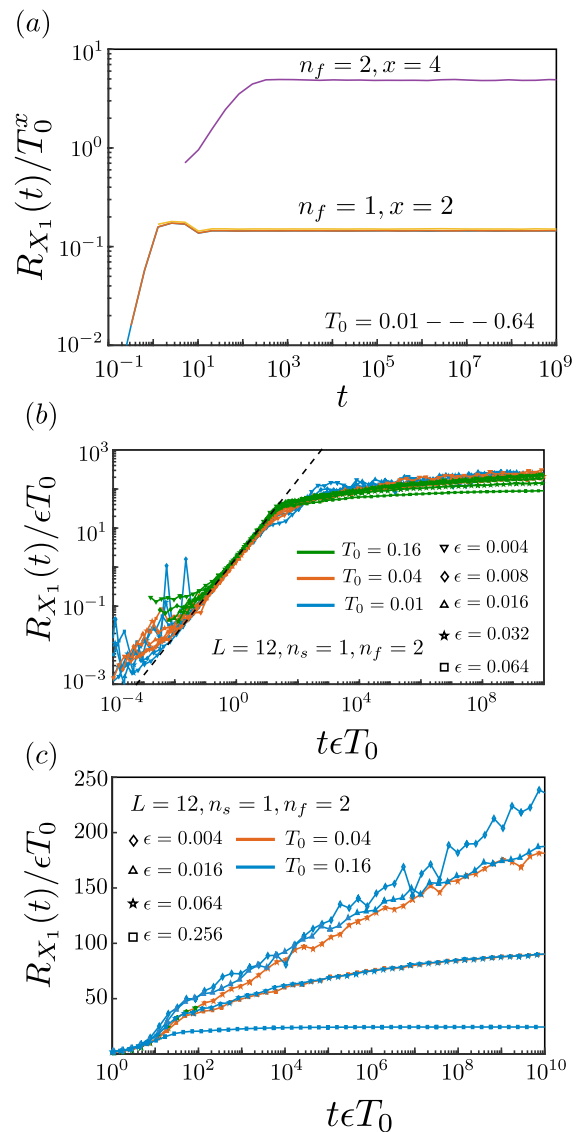 (a)
10^1
10^0
10^{-1}
10^{-2}
R_{X_1}(t)/T_0^x
n_f = 2, x = 4
n_f = 1, x = 2
T_0 = 0.01 - - - 0.64
10^{-1} 10^1 10^3 10^5 10^7 10^9
t
(b)
10^3
10^1
10^{-1}
10^{-3}
R_{X_1}(t)/ϵT_0
T_0 = 0.16
T_0 = 0.04
T_0 = 0.01
ϵ = 0.004
ϵ = 0.008
ϵ = 0.016
ϵ = 0.032
ϵ = 0.064
L = 12, n_s = 1, n_f = 2
10^{-4} 10^0 10^4 10^8
tϵT_0
(c)
250
200
150
100
50
R_{X_1}(t)/ϵT_0
L = 12, n_s = 1, n_f = 2
ϵ = 0.004
ϵ = 0.016
ϵ = 0.064
ϵ = 0.256
T_0 = 0.04
T_0 = 0.16
10^0 10^2 10^4 10^6 10^8 10^{10}
tϵT_0